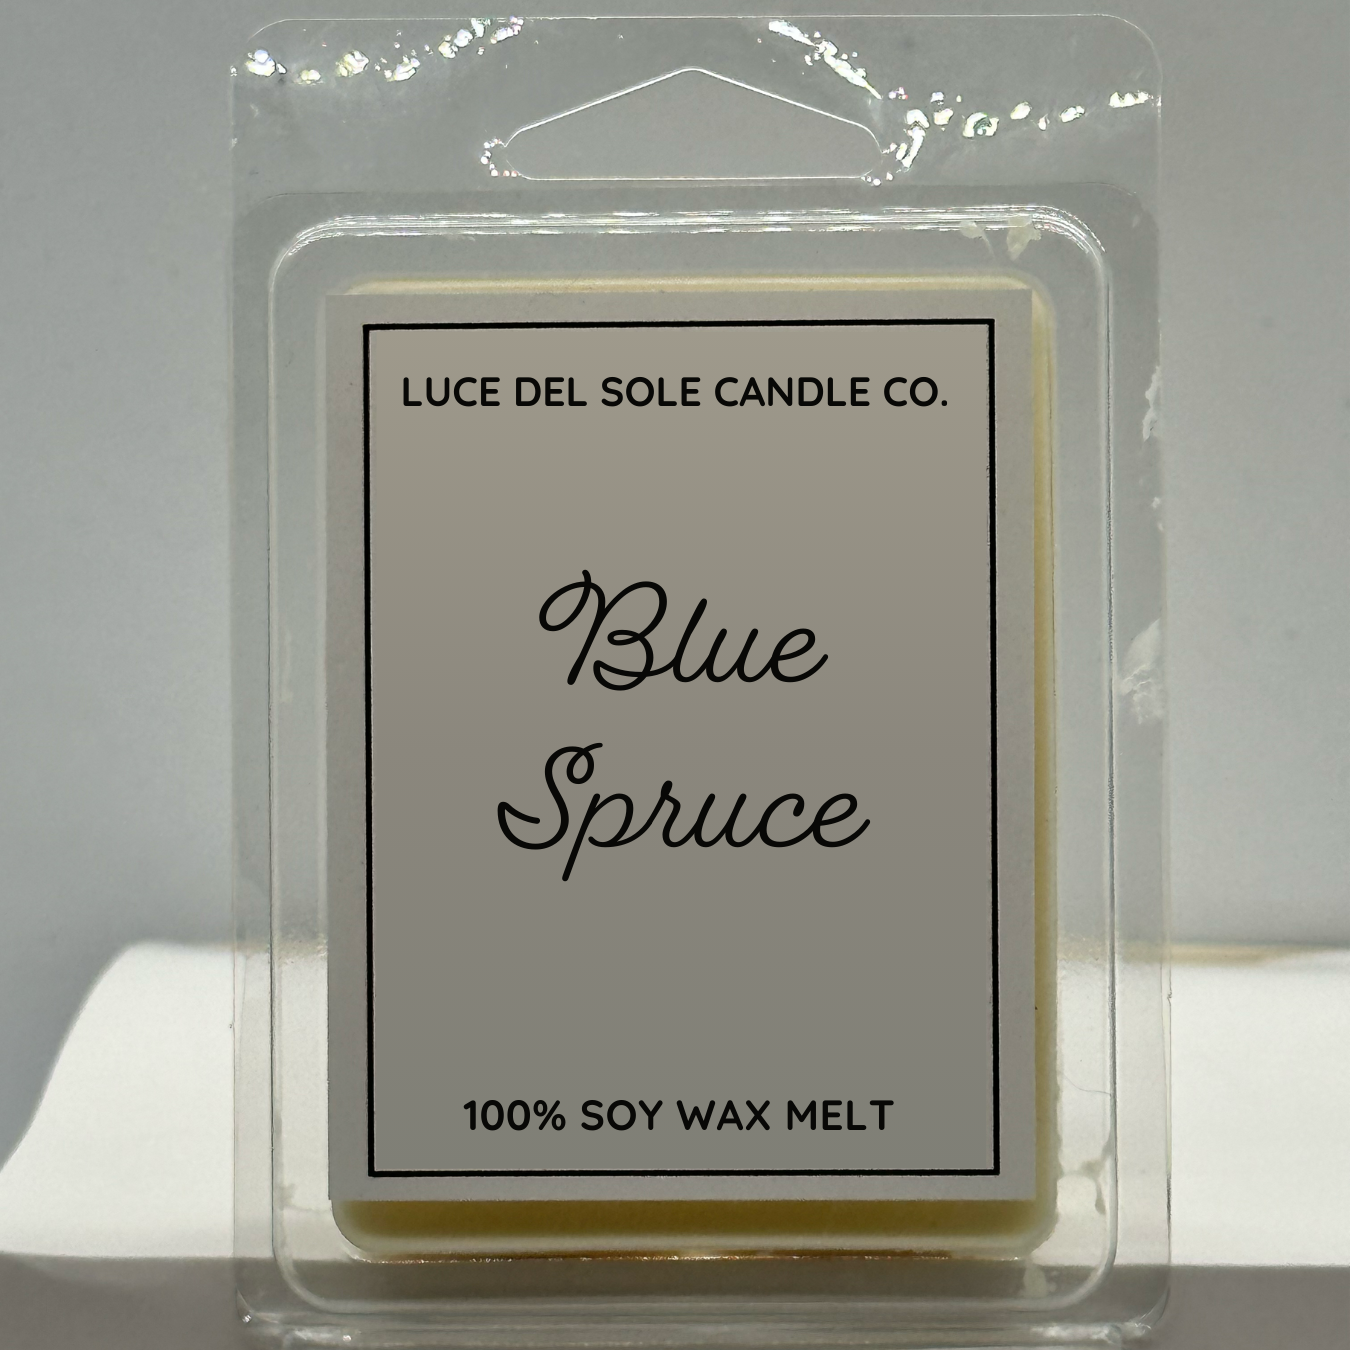 LUCE DEL SOLE CANDLE CO.
Blue
Spruce
100% SOY WAX MELT